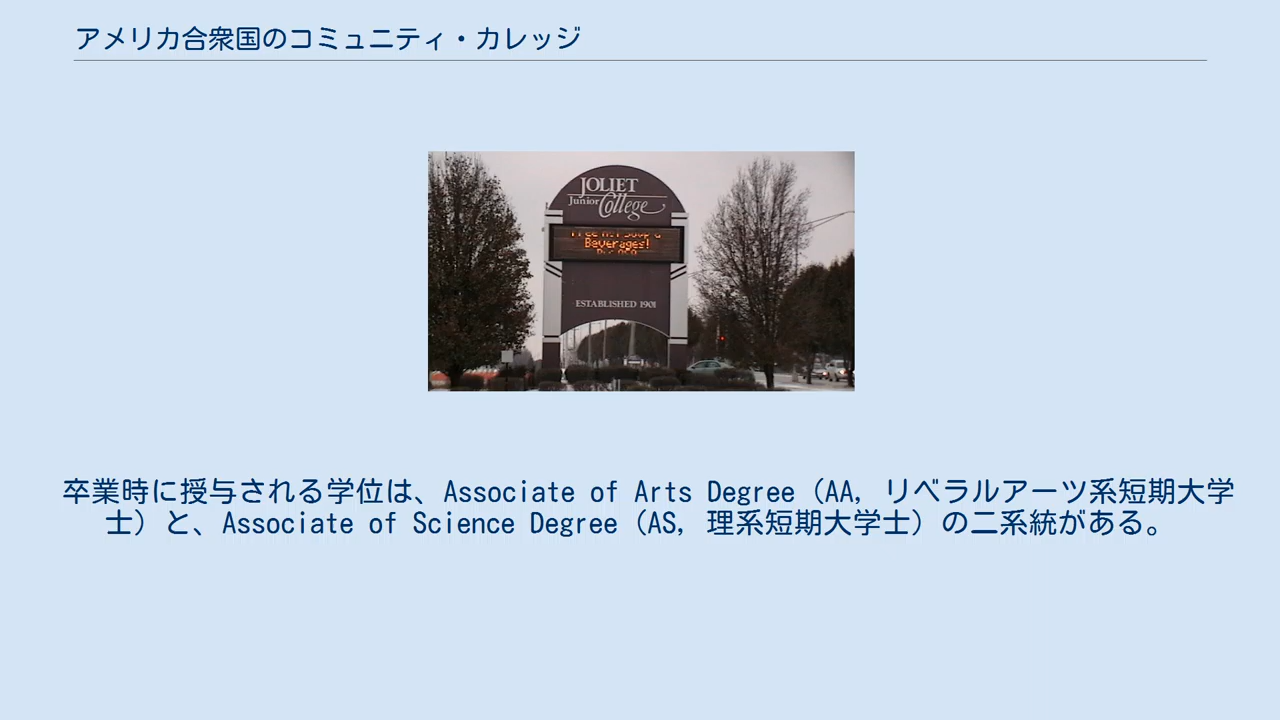 アメリカ合衆国のコミュニティ・カレッジ
JOLIET
Junior College
Beverages!
ESTABLISHED 1901
卒業時に授与される学位は、Associate of Arts Degree（AA, リベラルアーツ系短期大学
士）と、Associate of Science Degree（AS, 理系短期大学士）の二系統がある。